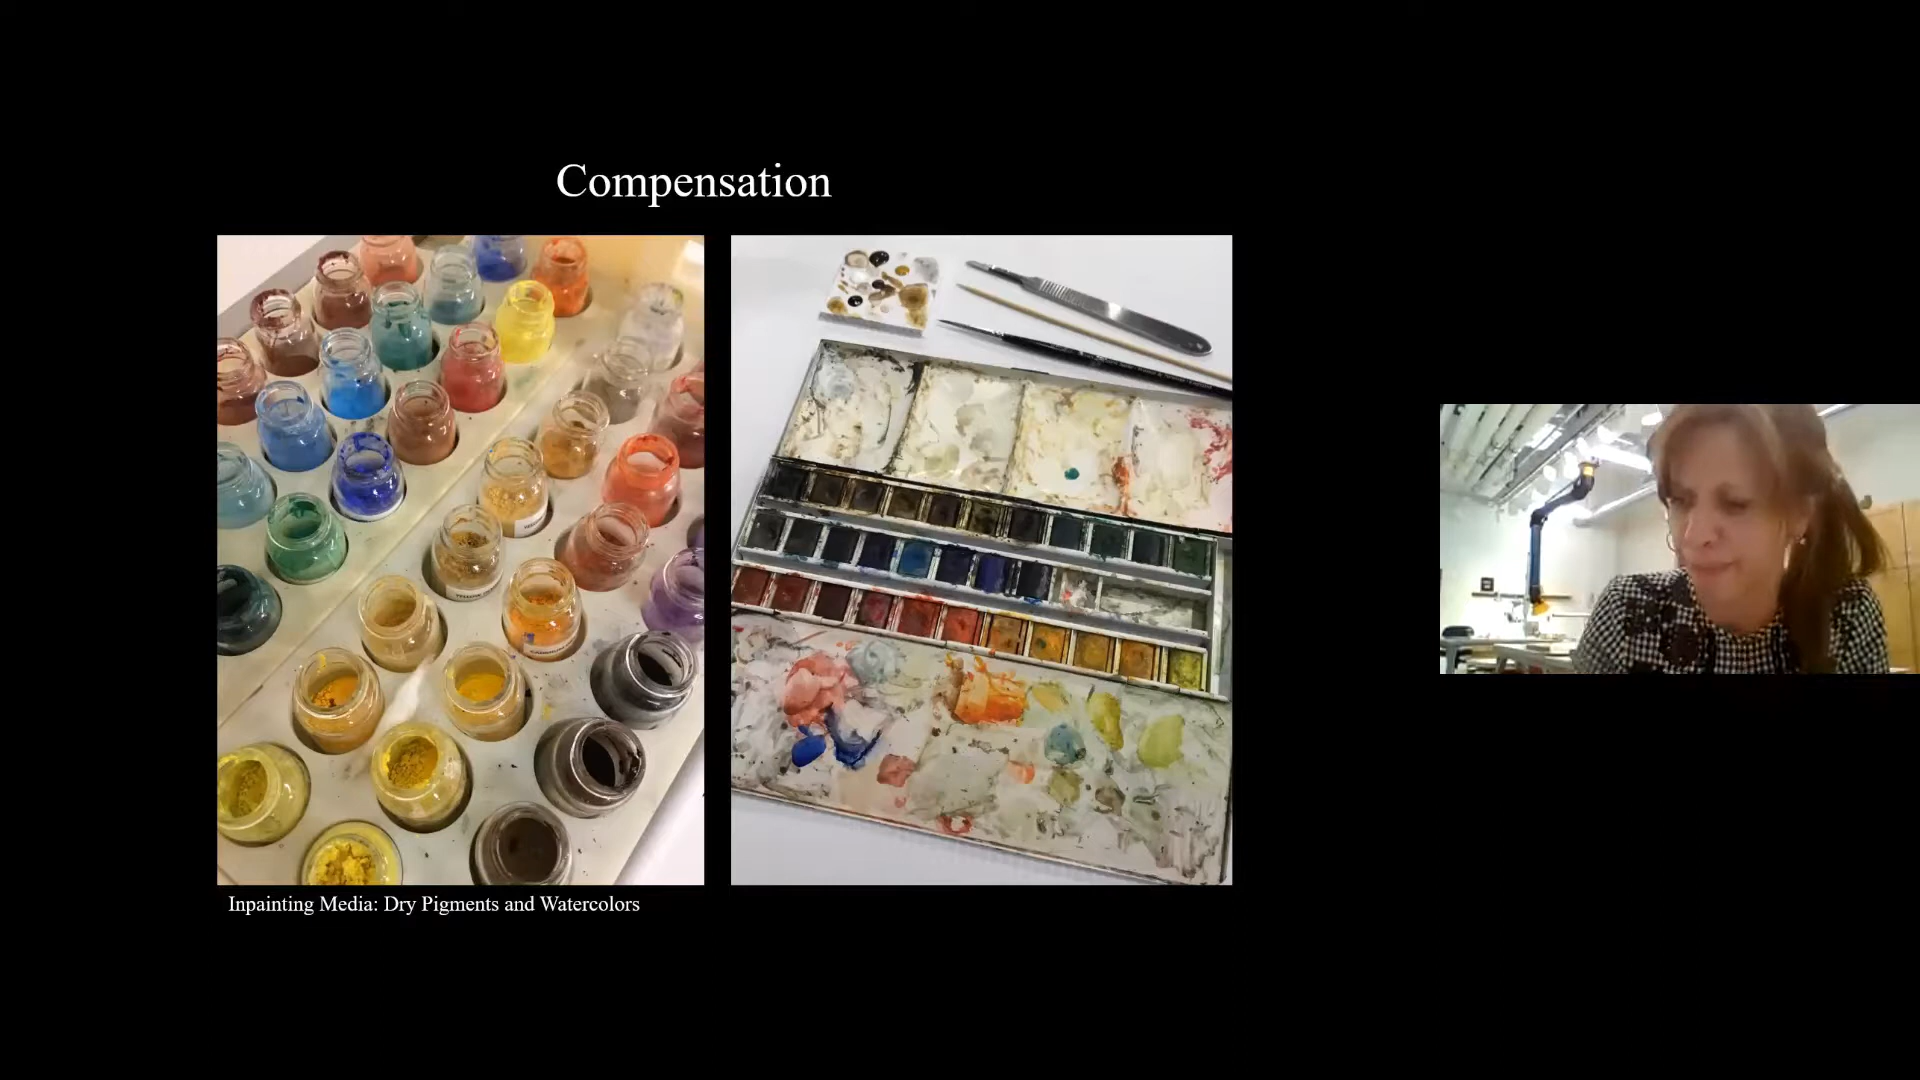 Compensation
Inpainting Media: Dry Pigments and Watercolors